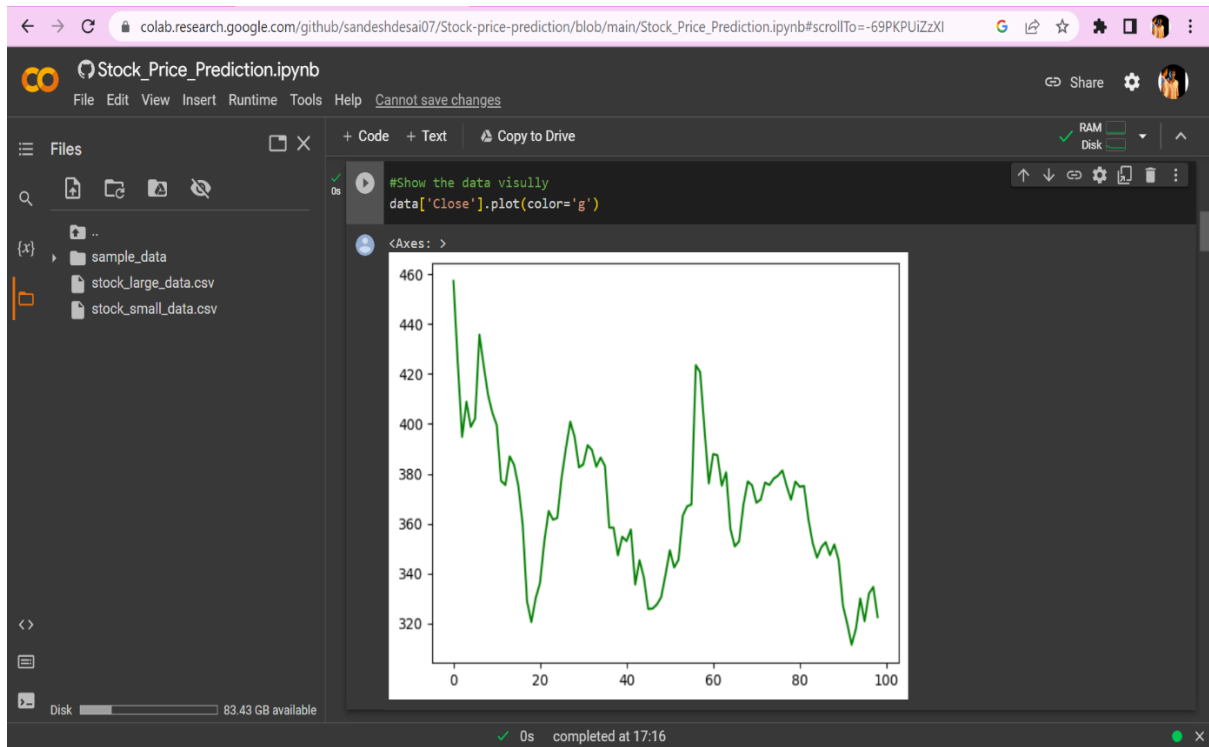 colab.research.google.com/github/sandeshdesai07/Stock-price-prediction/blob/main/Stock_Price_Prediction.ipynb#scrollTo=-69PKPUiZzXI
Stock_Price_Prediction.ipynb
Share
File Edit View Insert Runtime Tools Help Cannot save changes
Files
+ Code + Text Copy to Drive
RAM
Disk
0s
#Show the data visully
data['Close'].plot(color='g')
<Axes: >
{x}
..
sample_data
stock_large_data.csv
stock_small_data.csv
460
440
420
400
380
360
340
320
0 20 40 60 80 100
Disk 83.43 GB available
0s completed at 17:16